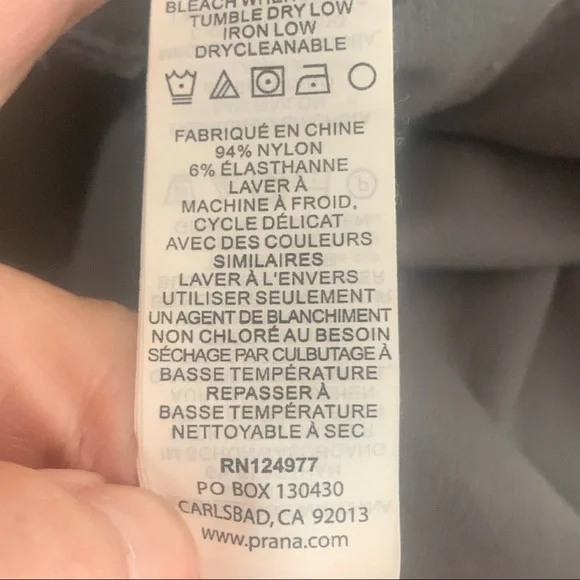 BLEACH WHEN
TUMBLE DRY LOW
IRON LOW
DRYCLEANABLE
FABRIQUÉ EN CHINE
94% NYLON
6% ÉLASTHANNE
LAVER À
MACHINE À FROID,
CYCLE DÉLICAT
AVEC DES COULEURS
SIMILAIRES
LAVER À L'ENVERS
UTILISER SEULEMENT
UN AGENT DE BLANCHIMENT
NON CHLORÉ AU BESOIN
SÉCHAGE PAR CULBUTAGE À
BASSE TEMPÉRATURE
REPASSER À
BASSE TEMPÉRATURE
NETTOYABLE À SEC
RN124977
PO BOX 130430
CARLSBAD, CA 92013
www.prana.com